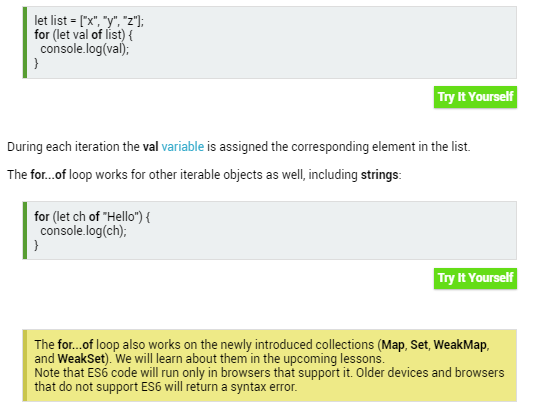 let list = ["x", "y", "z"];
for (let val of list) {
console.log(val);
}
Try It Yourself
During each iteration the val variable is assigned the corresponding element in the list.
The for...of loop works for other iterable objects as well, including strings:
for (let ch of "Hello") {
console.log(ch);
}
Try It Yourself
The for...of loop also works on the newly introduced collections (Map, Set, WeakMap,
and WeakSet). We will learn about them in the upcoming lessons.
Note that ES6 code will run only in browsers that support it. Older devices and browsers
that do not support ES6 will return a syntax error.